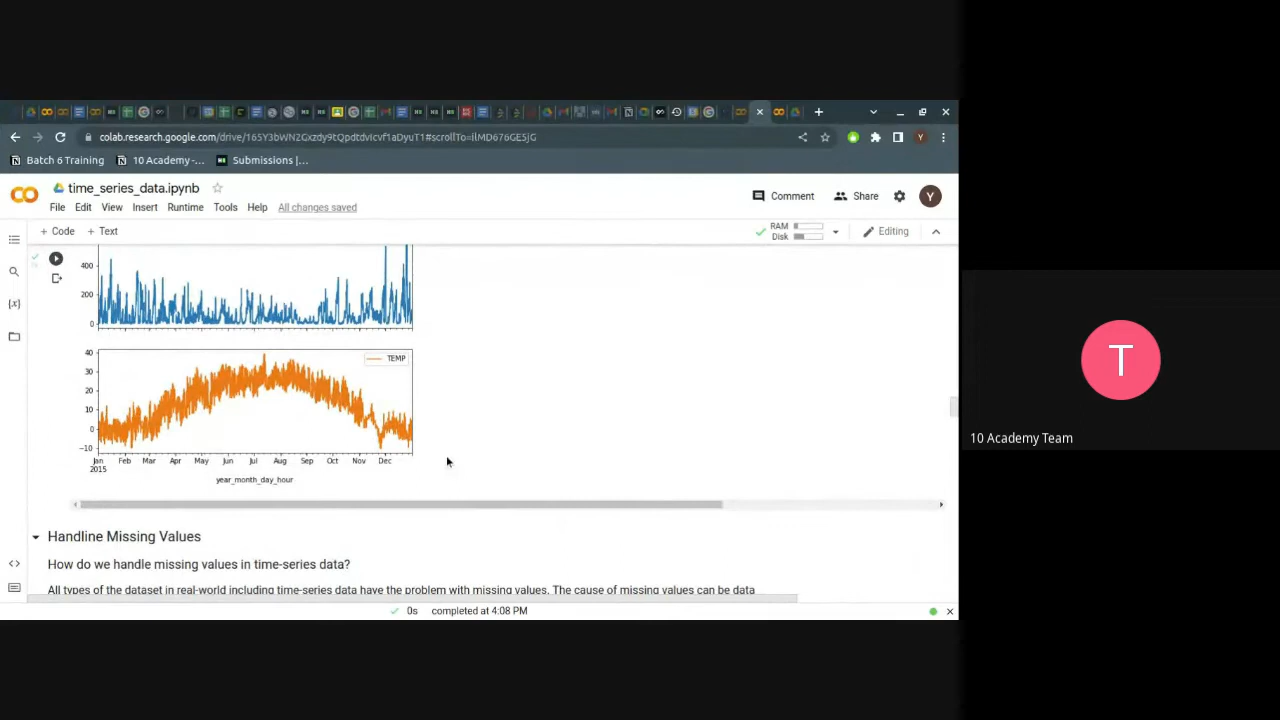 colab.research.google.com/drive/165Y3bWN2Gxzdy9tQpdtdvIcvf1aDyuT1#scrollTo=ilMD676GE5jG
Batch 6 Training
10 Academy -...
Submissions |...
time_series_data.ipynb
Comment
Share
Y
File Edit View Insert Runtime Tools Help All changes saved
+ Code + Text
RAM
Disk
Editing
400
200
0
40
TEMP
30
20
10
0
−10
Jan Feb Mar Apr May Jun Jul Aug Sep Oct Nov Dec
2015
year_month_day_hour
Handline Missing Values
How do we handle missing values in time-series data?
All types of the dataset in real-world including time-series data have the problem with missing values. The cause of missing values can be data
0s completed at 4:08 PM
T
10 Academy Team